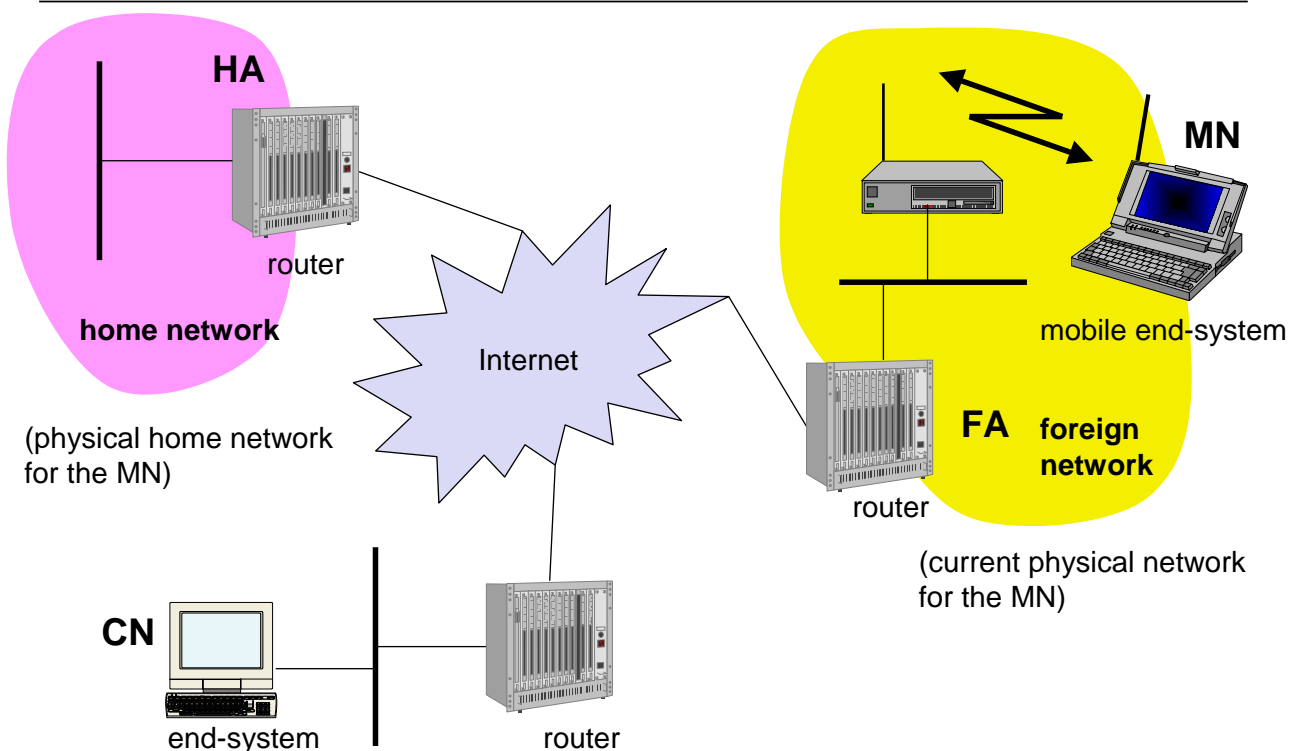 HA
router
home network
(physical home network
for the MN)
Internet
MN
mobile end-system
FA
foreign
network
router
(current physical network
for the MN)
CN
end-system
router